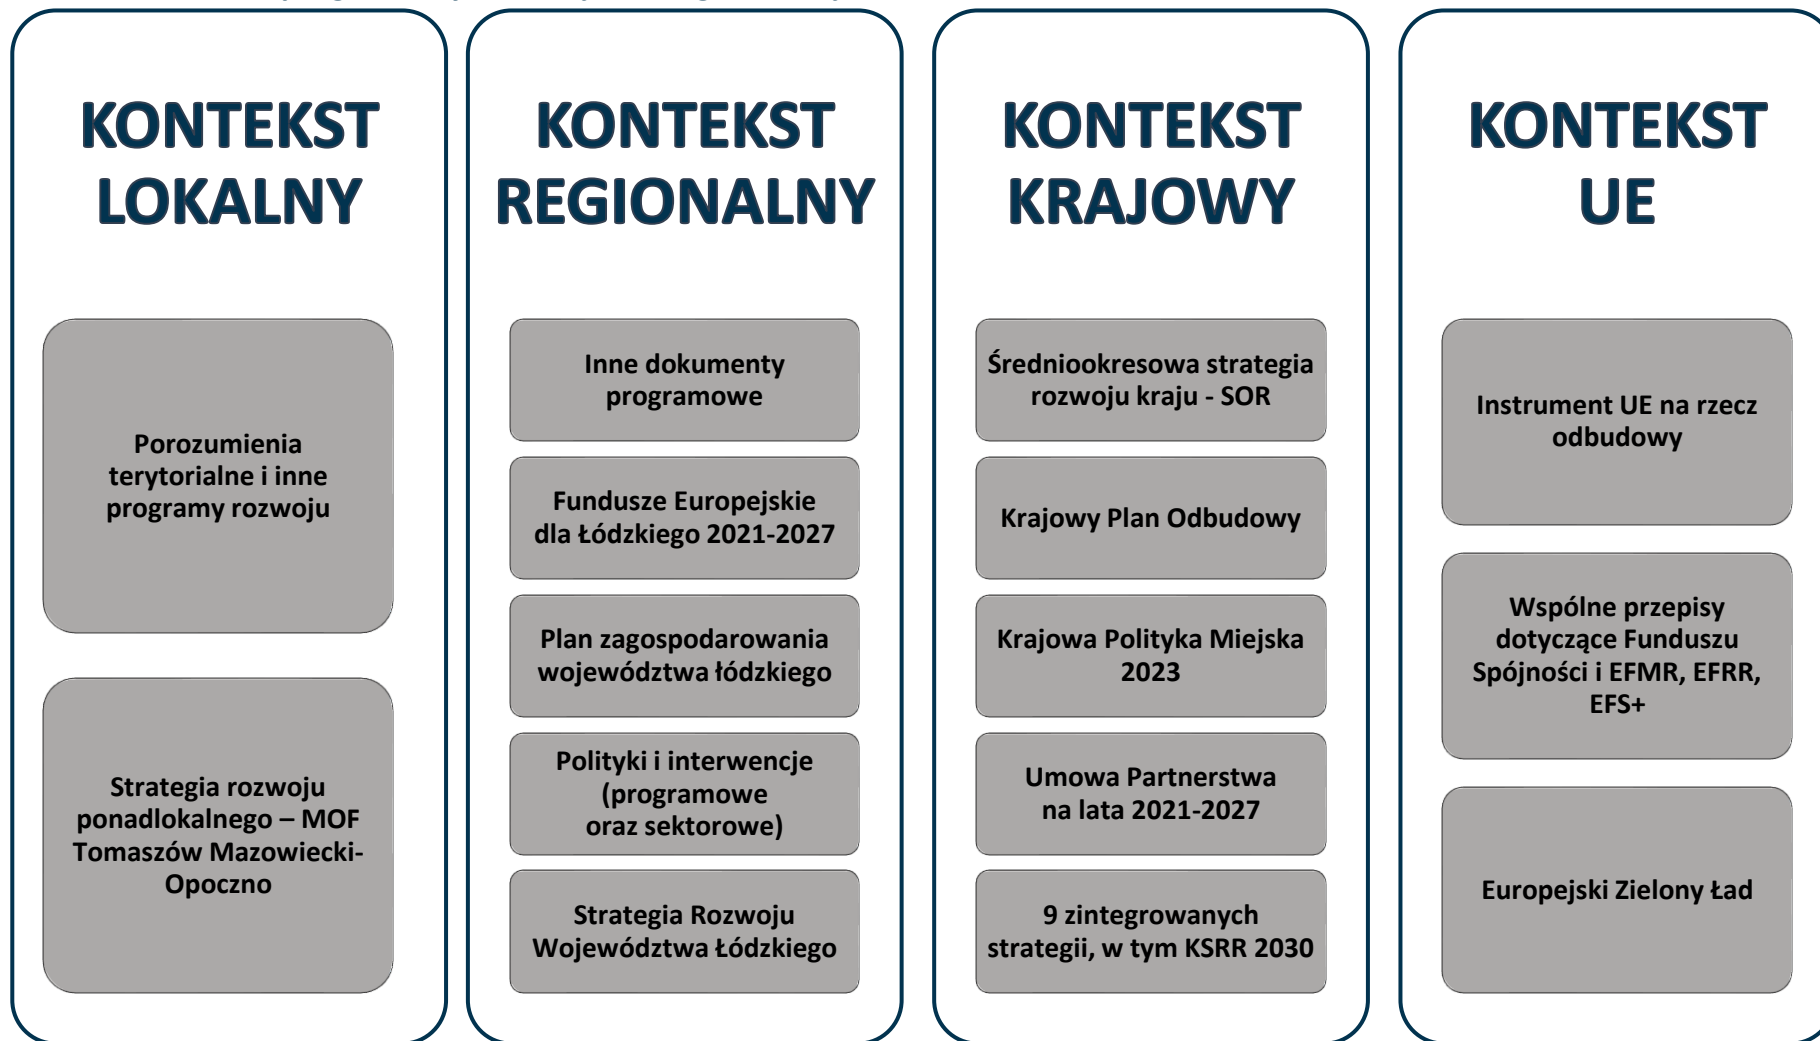 KONTEKST
LOKALNY
Porozumienia
terytorialne i inne
programy rozwoju
Strategia rozwoju
ponadlokalnego – MOF
Tomaszów Mazowiecki-
Opoczno
KONTEKST
REGIONALNY
Inne dokumenty
programowe
Fundusze Europejskie
dla Łódzkiego 2021-2027
Plan zagospodarowania
województwa łódzkiego
Polityki i interwencje
(programowe
oraz sektorowe)
Strategia Rozwoju
Województwa Łódzkiego
KONTEKST
KRAJOWY
Średniookresowa strategia
rozwoju kraju - SOR
Krajowy Plan Odbudowy
Krajowa Polityka Miejska
2023
Umowa Partnerstwa
na lata 2021-2027
9 zintegrowanych
strategii, w tym KSRR 2030
KONTEKST
UE
Instrument UE na rzecz
odbudowy
Wspólne przepisy
dotyczące Funduszu
Spójności i EFMR, EFRR,
EFS+
Europejski Zielony Ład